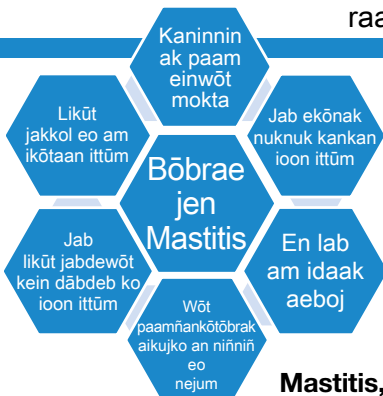 raa
Kaninnin
ak paam
einwōt
mokta
Likūt
jakkol eo am
ikōtaan ittūm
Jab ekōnak
nuknuk kankan
ioon ittūm
Bōbrae
jen
Mastitis
Jab
likūt jabdewōt
kein dābdeb ko
ioon ittūm
En lab
am idaak
aeboj
Wōt
paamñankōtōbrak
aikujko an niñniñ
eo
nejum
Mastitis,